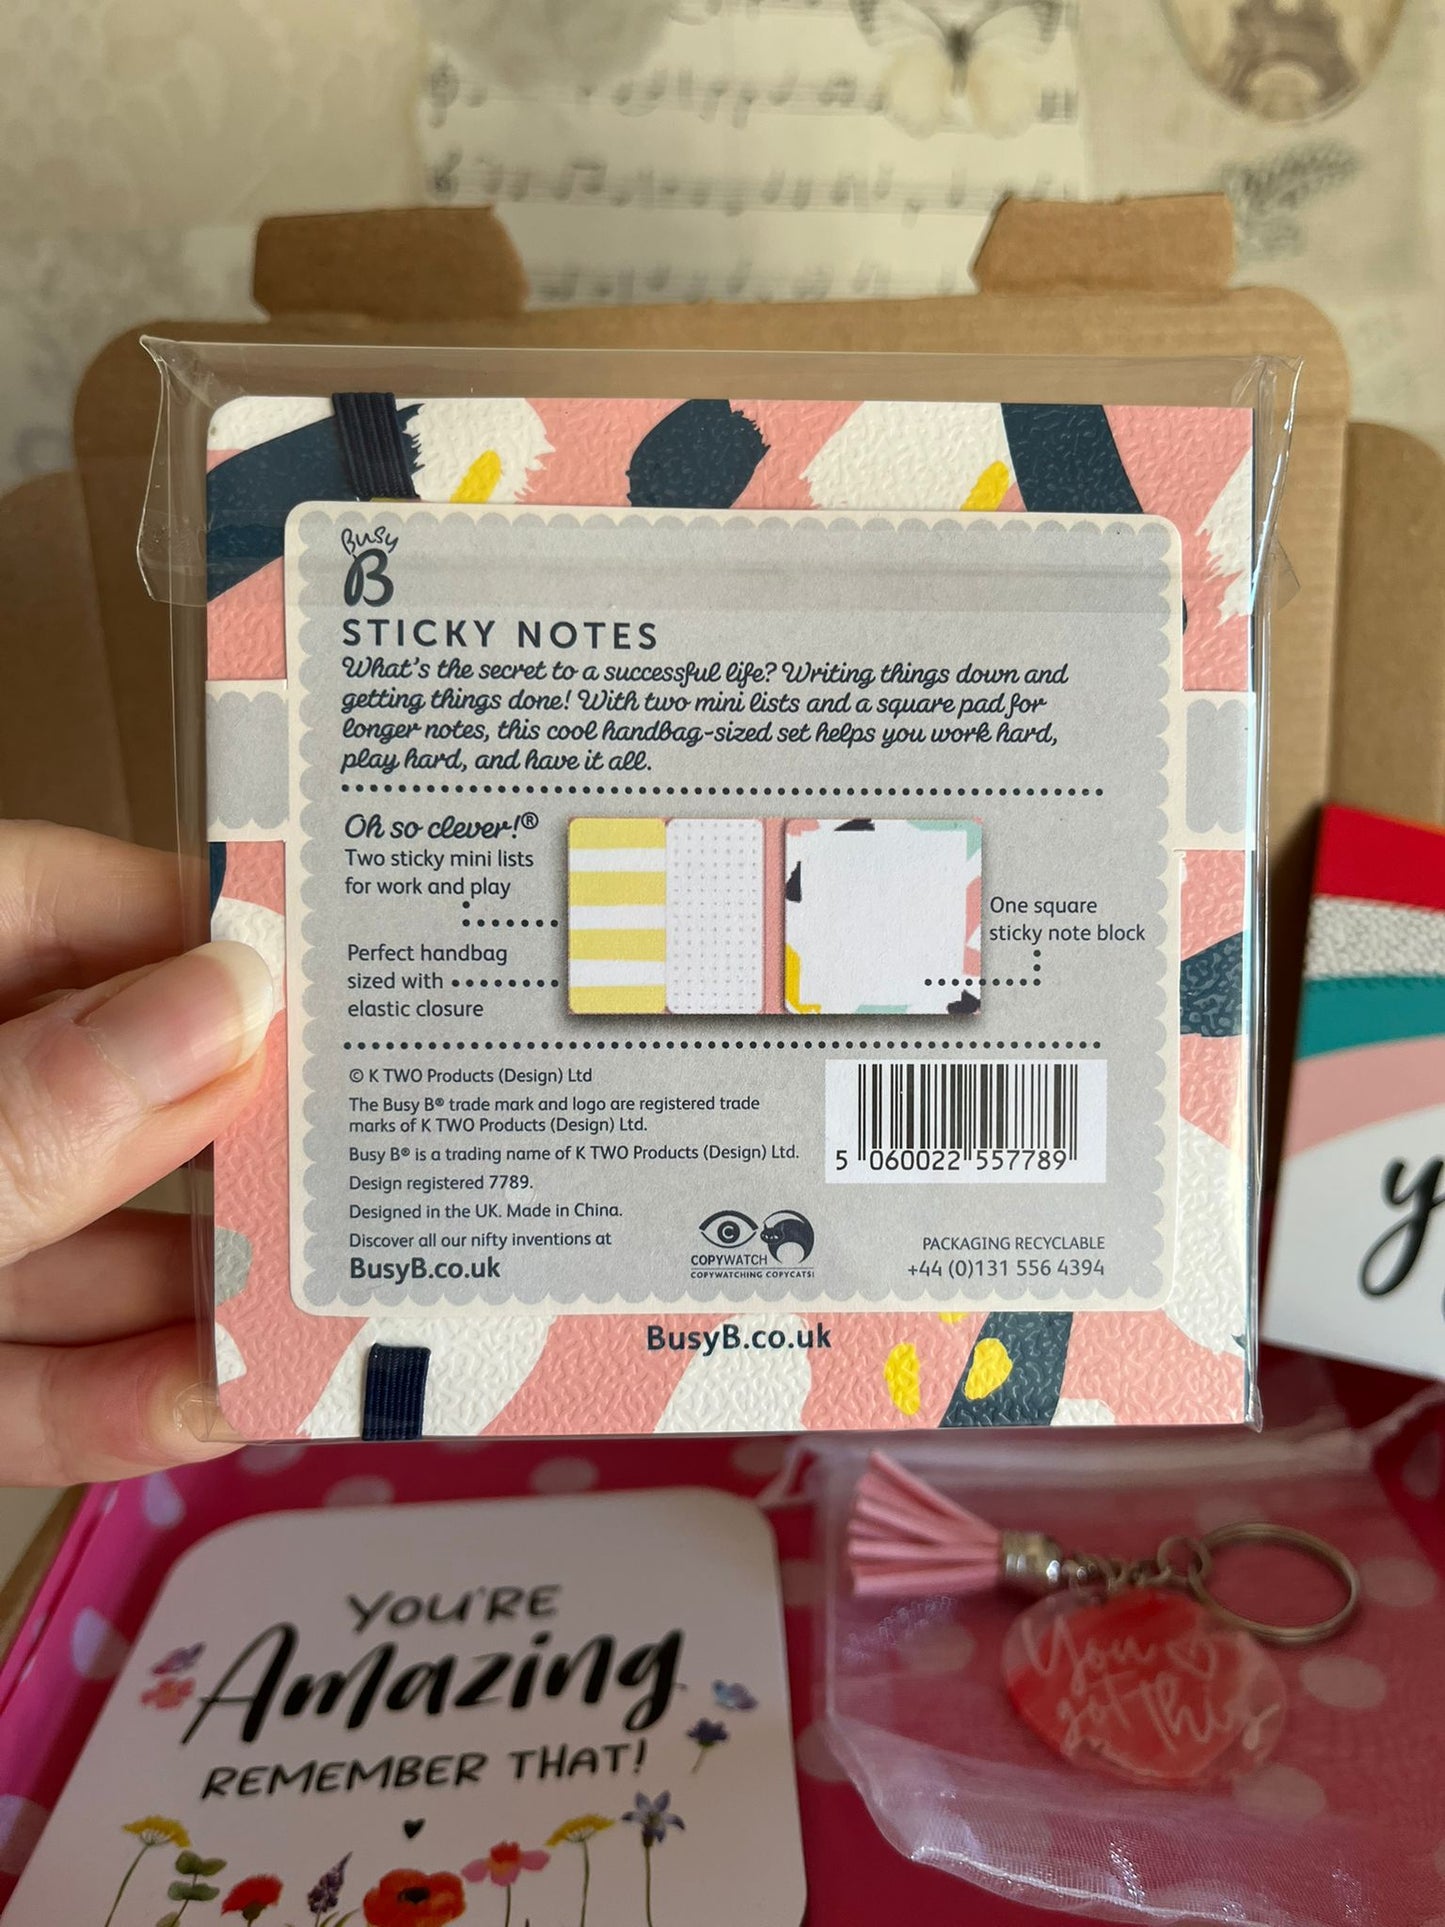 Busy
B
STICKY NOTES
What's the secret to a successful life? Writing things down and
getting things done! With two mini lists and a square pad for
longer notes, this cool handbag-sized set helps you work hard,
play hard, and have it all.
Oh so clever!®
Two sticky mini lists
for work and play
Perfect handbag
sized with
elastic closure
One square
sticky note block
© K TWO Products (Design) Ltd
The Busy B® trade mark and logo are registered trade
marks of K TWO Products (Design) Ltd.
Busy B® is a trading name of K TWO Products (Design) Ltd.
Design registered 7789.
Designed in the UK. Made in China.
Discover all our nifty inventions at
BusyB.co.uk
5 060022 557789
C
COPYWATCH
COPYWATCHING COPYCATS!
PACKAGING RECYCLABLE
+44 (0)131 556 4394
BusyB.co.uk
y
YOU'RE
Amazing
REMEMBER THAT!
You
got this